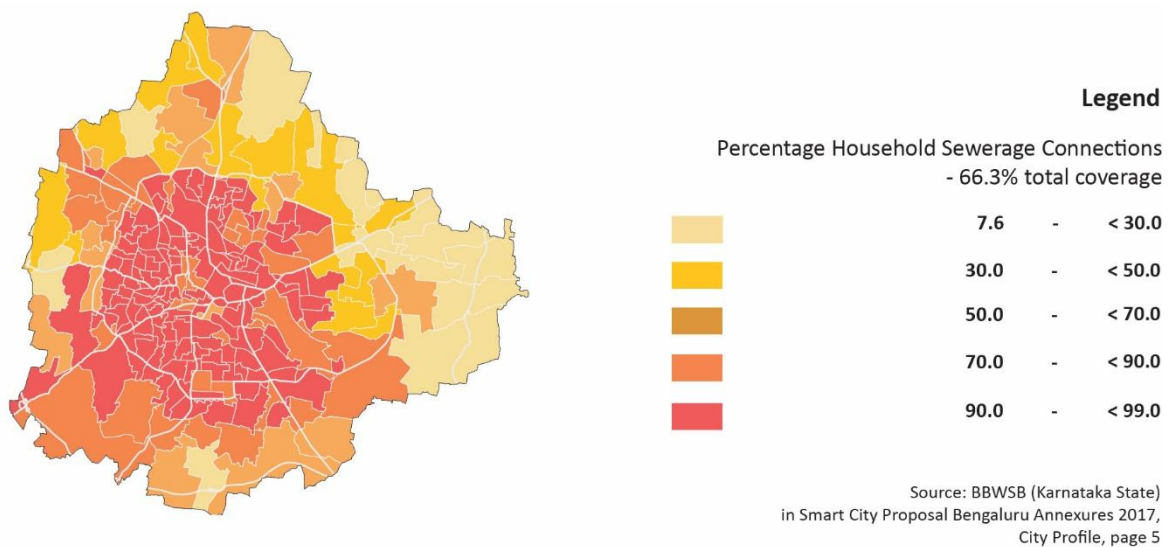 Legend
Percentage Household Sewerage Connections
- 66.3% total coverage
7.6 - < 30.0
30.0 - < 50.0
50.0 - < 70.0
70.0 - < 90.0
90.0 - < 99.0
Source: BBWSB (Karnataka State)
in Smart City Proposal Bengaluru Annexures 2017,
City Profile, page 5